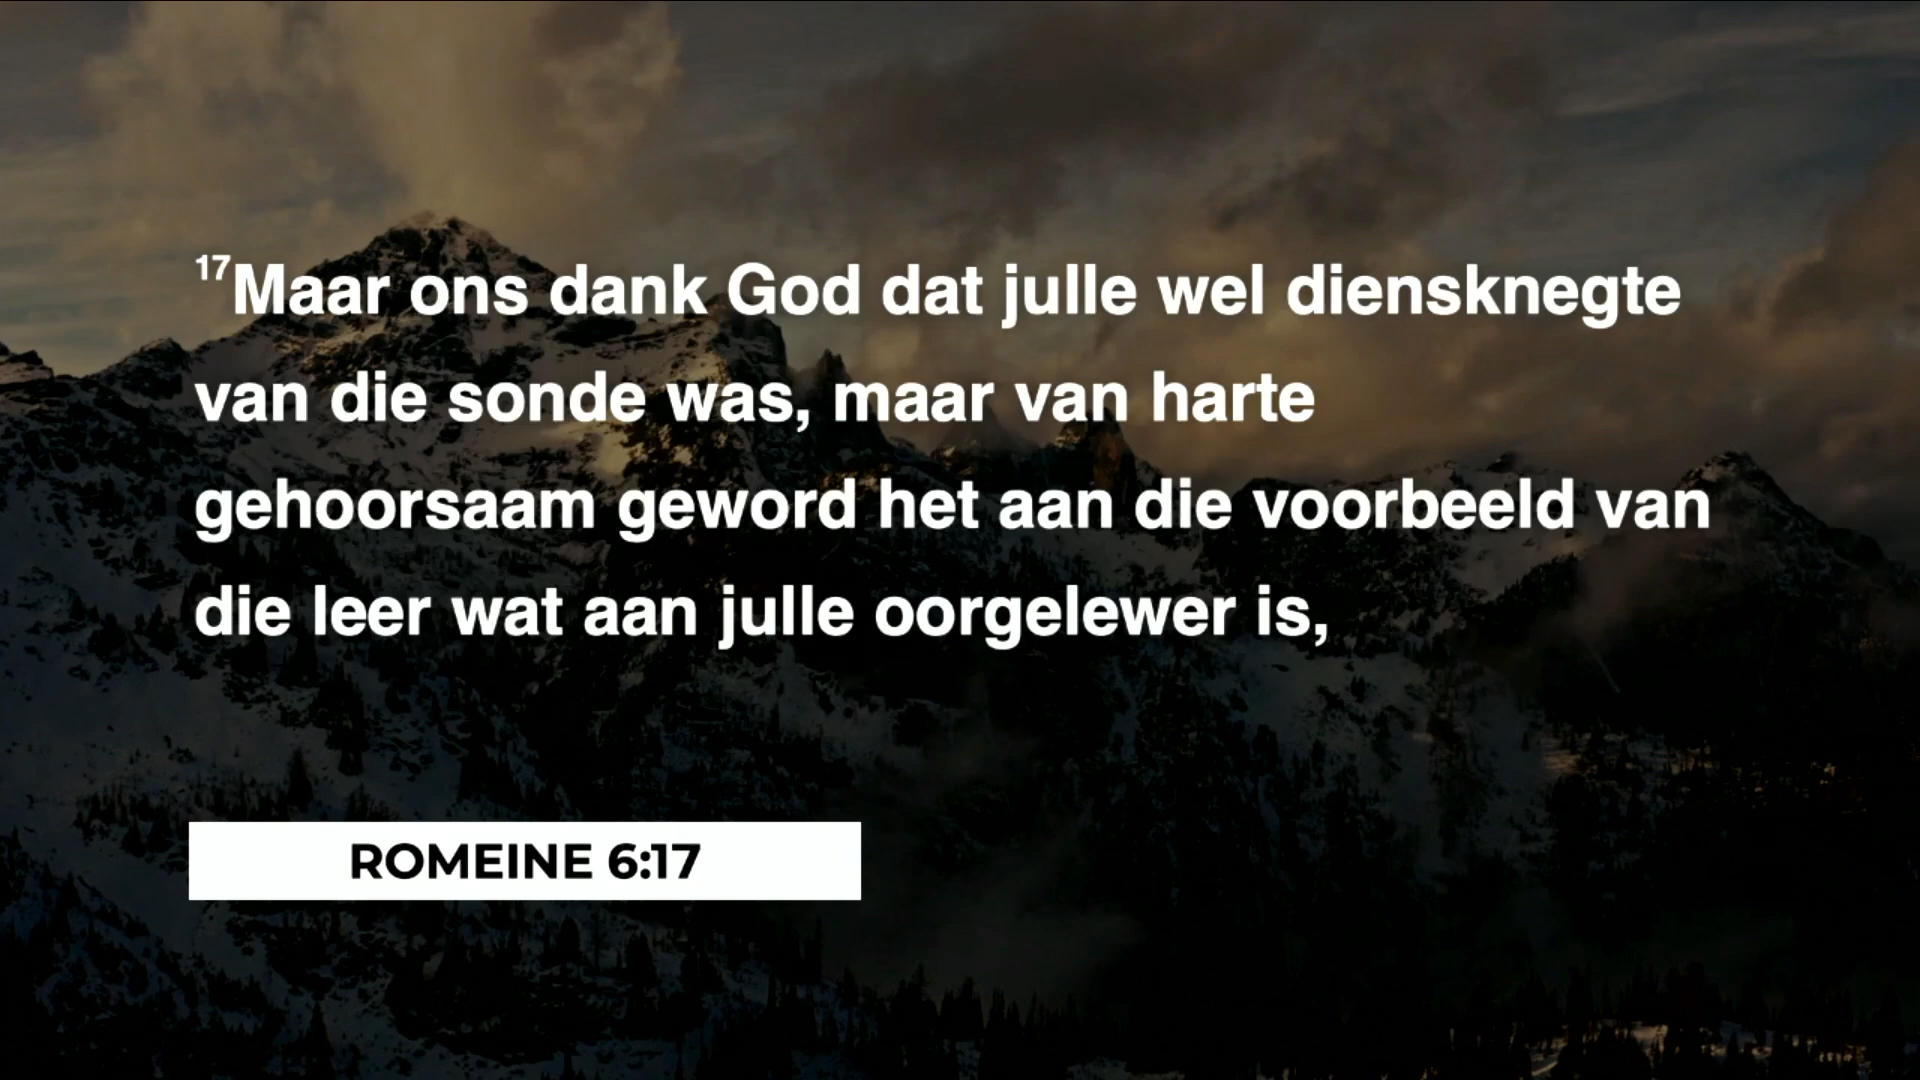 17Maar ons dank God dat julle wel diensknegte
van die sonde was, maar van harte
gehoorsaam geword het aan die voorbeeld van
die leer wat aan julle oorgelewer is,
ROMEINE 6:17